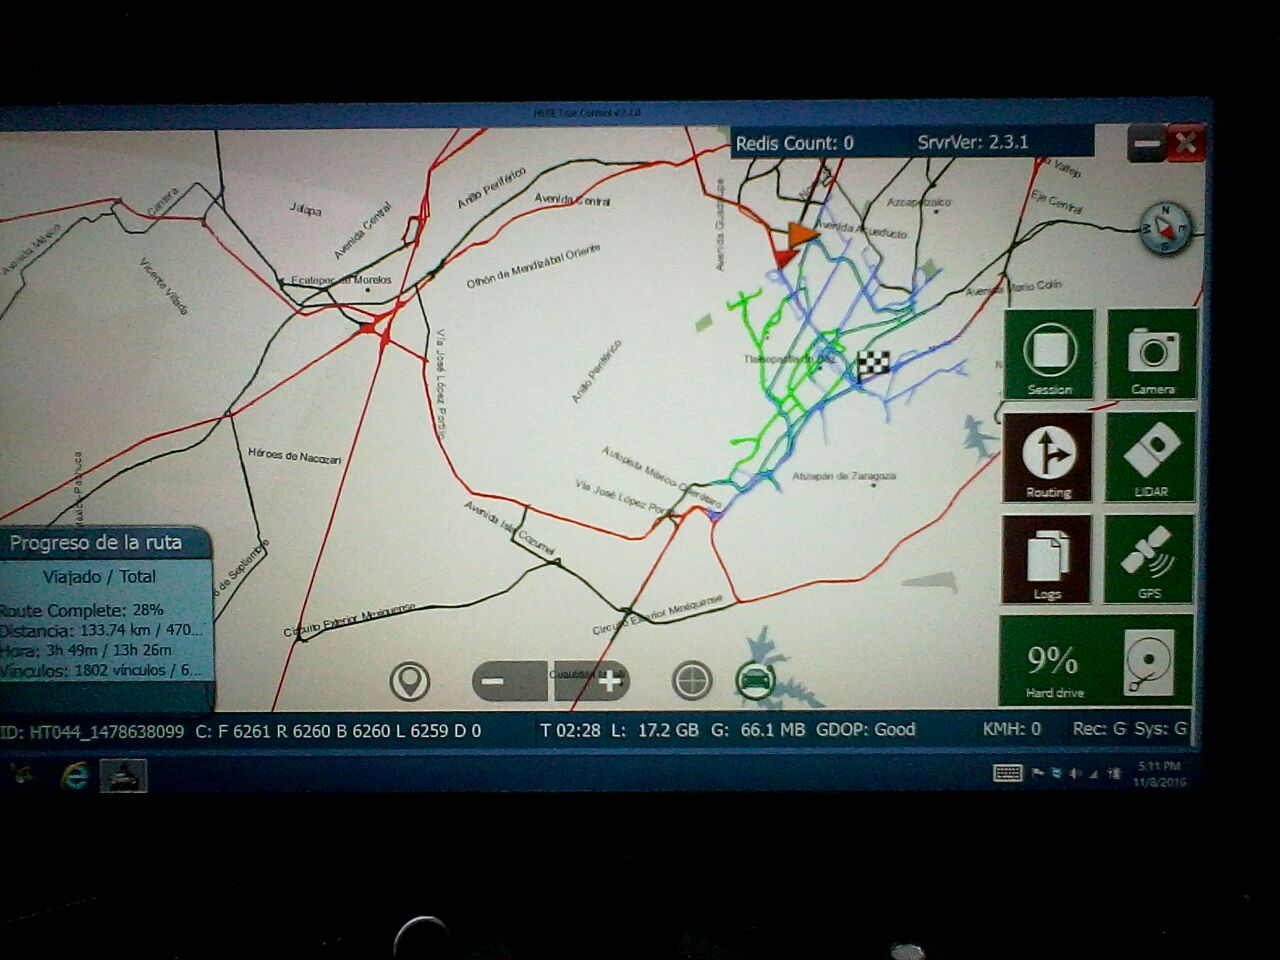 HERE True Control v.2.7.0
Redis Count: 0
SrvrVer: 2.3.1
Avenida México
Cantera
Jalapa
Vicente Villada
Avenida Central
Anillo Periférico
Avenida Central
Othón de Mendizábal Oriente
Ecatepec de Morelos
Vía José López Portillo
Anillo Periférico
Avenida Guadalupe
Avenida Acueducto
Azcapotzalco
Vallejo
Eje Central
Avenida Mario Colín
Tlalnepantla de Baz
Autopista México-Querétaro
Vía José López Port
Atizapán de Zaragoza
Héroes de Nacozari
Avenida Isla Cozumel
de Septiembre
Circuito Exterior Mexiquense
Circuito Exterior Mexiquense
N
W
E
S
Session
Camera
Routing
LIDAR
Logs
GPS
9%
Hard drive
Progreso de la ruta
Viajado / Total
Route Complete: 28%
Distancia: 133.74 km / 470...
Hora: 3h 49m / 13h 26m
Vínculos: 1802 vínculos / 6...
ID: HT044_1478638099 C: F 6261 R 6260 B 6260 L 6259 D 0
T 02:28 L: 17.2 GB G: 66.1 MB GDOP: Good
KMH: 0
Rec: G Sys: G
5:11 PM
11/8/2016